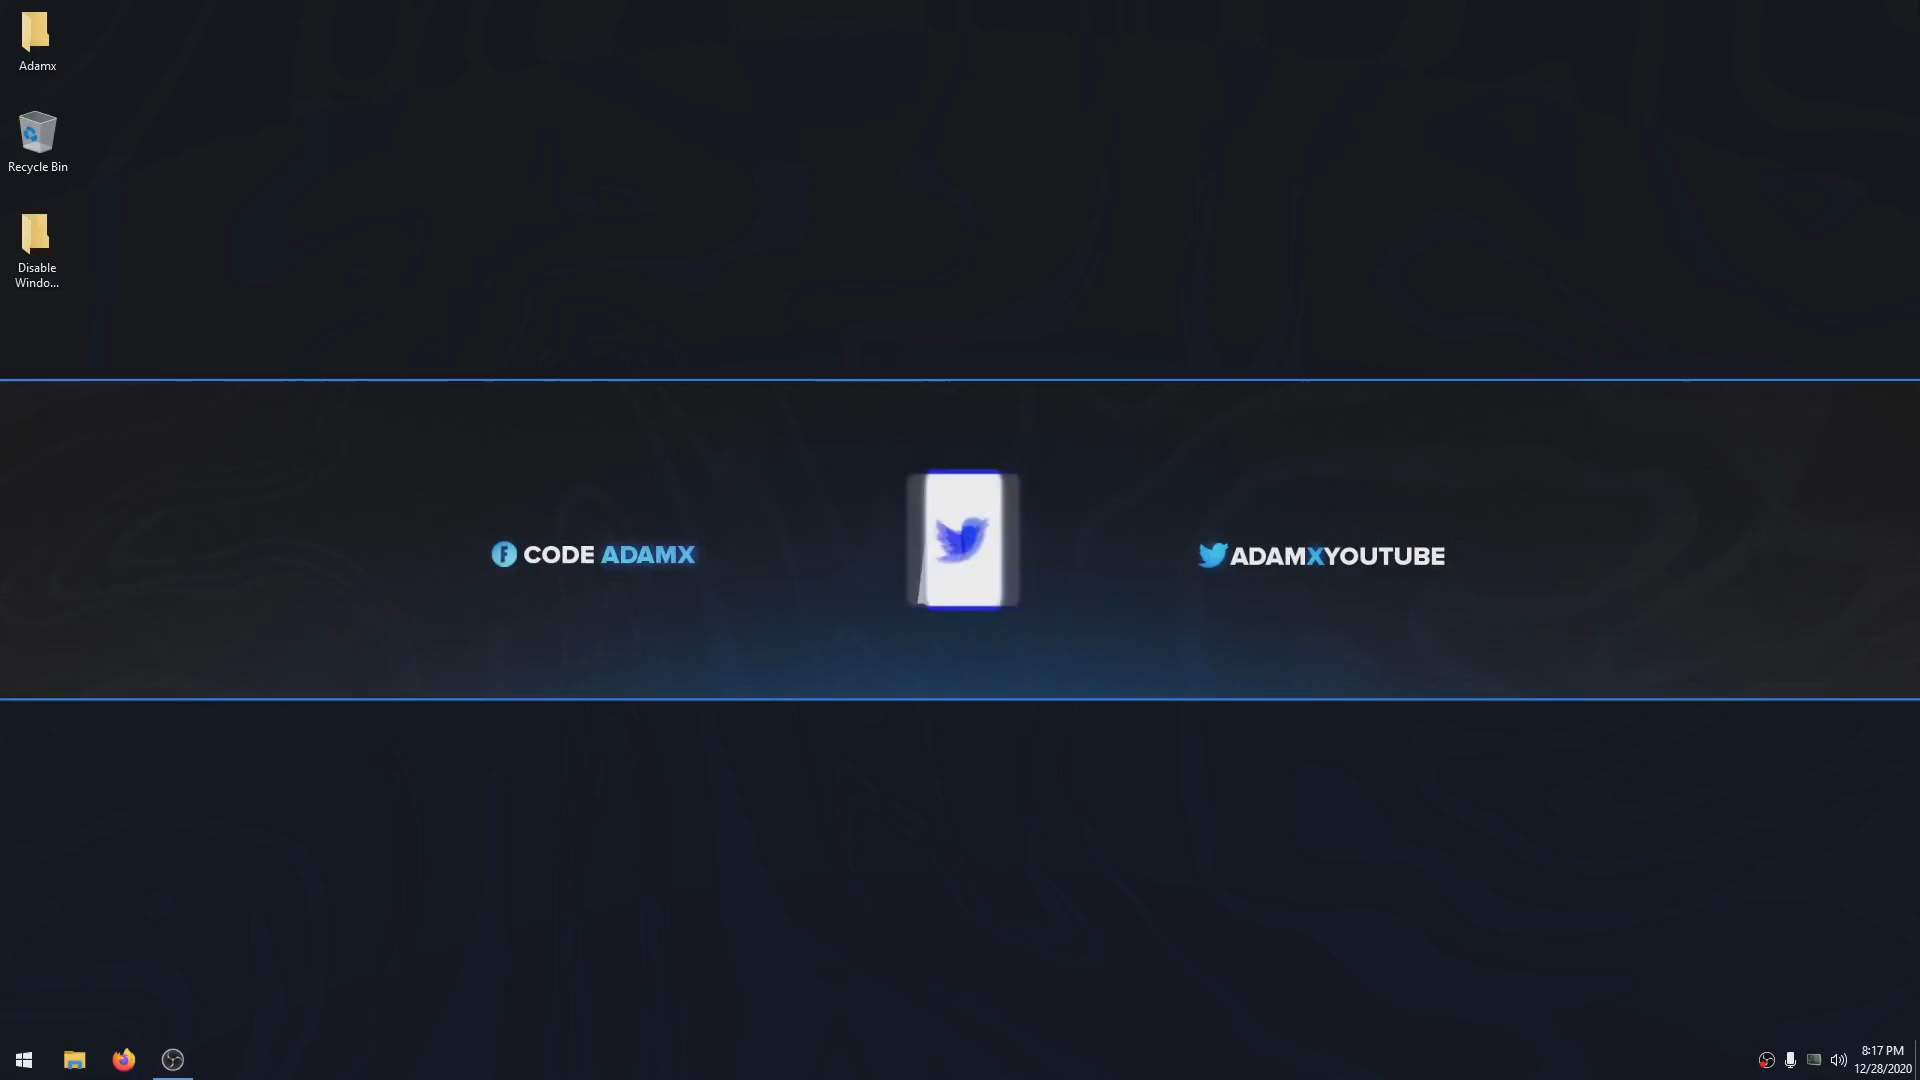 Adamx
Recycle Bin
Disable
Windo...
CODE ADAMX
ADAMXYOUTUBE
8:17 PM
12/28/2020